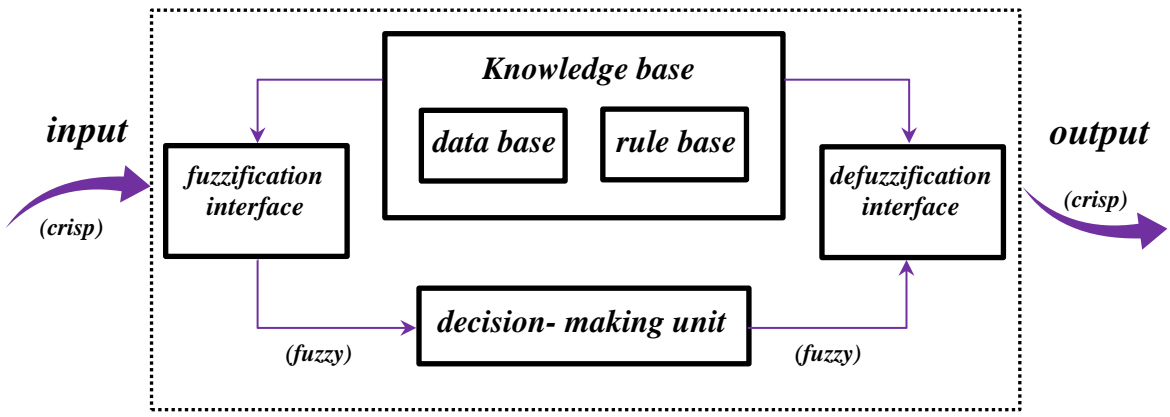 Knowledge base
data base
rule base
input
(crisp)
fuzzification
interface
defuzzification
interface
output
(crisp)
decision- making unit
(fuzzy)
(fuzzy)